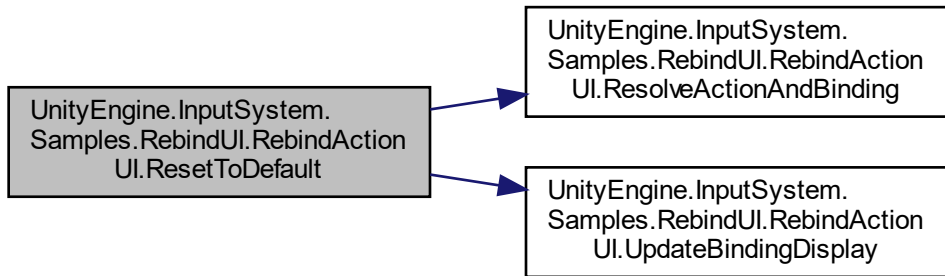 UnityEngine.InputSystem.
Samples.RebindUI.RebindAction
UI.ResetToDefault
UnityEngine.InputSystem.
Samples.RebindUI.RebindAction
UI.ResolveActionAndBinding
UnityEngine.InputSystem.
Samples.RebindUI.RebindAction
UI.UpdateBindingDisplay